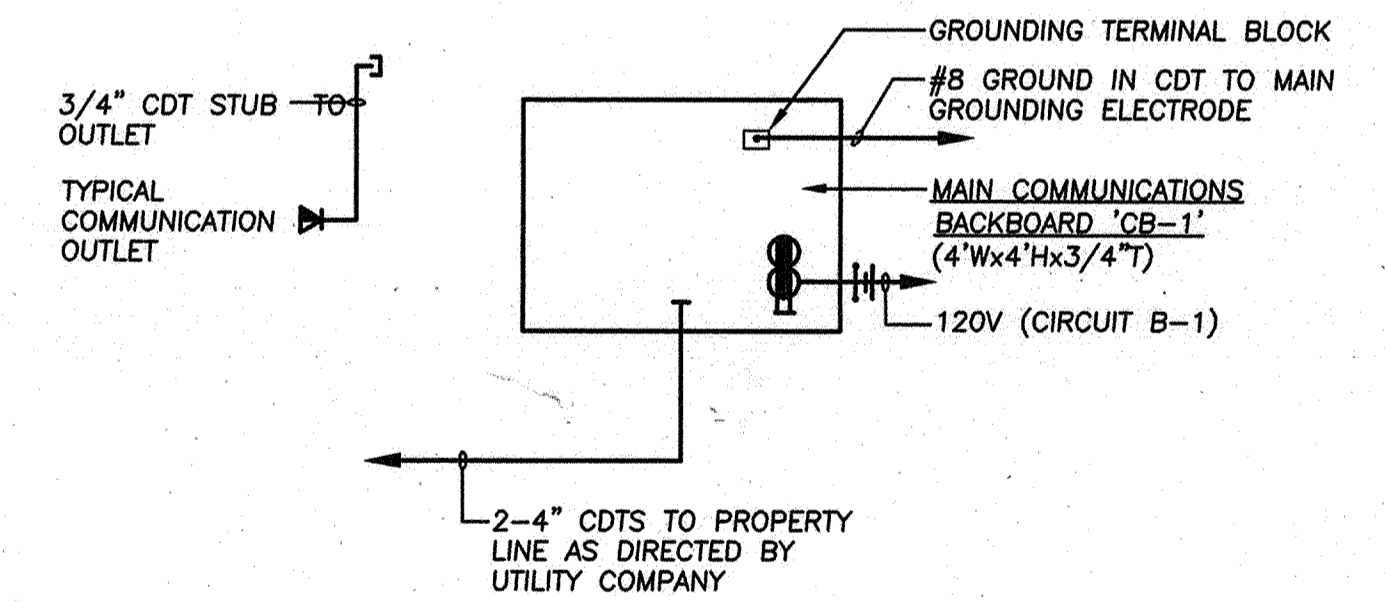 GROUNDING TERMINAL BLOCK
#8 GROUND IN CDT TO MAIN
GROUNDING ELECTRODE
3/4" CDT STUB TO
OUTLET
TYPICAL
COMMUNICATION
OUTLET
MAIN COMMUNICATIONS
BACKBOARD 'CB-1'
(4'Wx4'Hx3/4"T)
120V (CIRCUIT B-1)
2-4" CDTS TO PROPERTY
LINE AS DIRECTED BY
UTILITY COMPANY